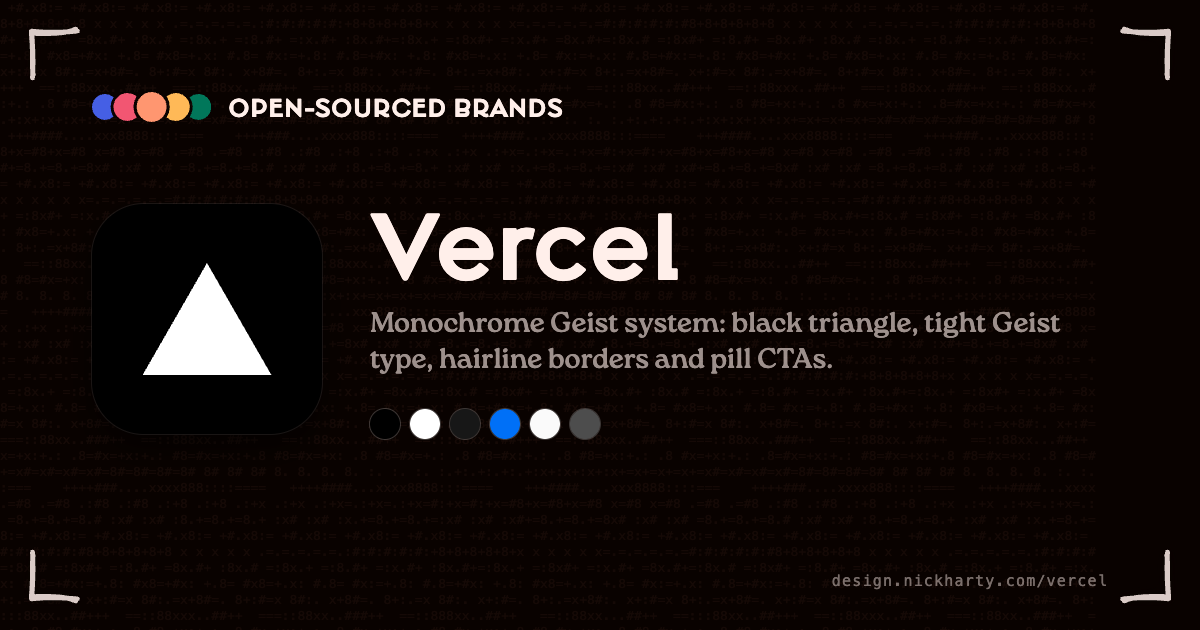 OPEN-SOURCED BRANDS
Vercel
Monochrome Geist system: black triangle, tight Geist
type, hairline borders and pill CTAs.
design.nickharty.com/vercel